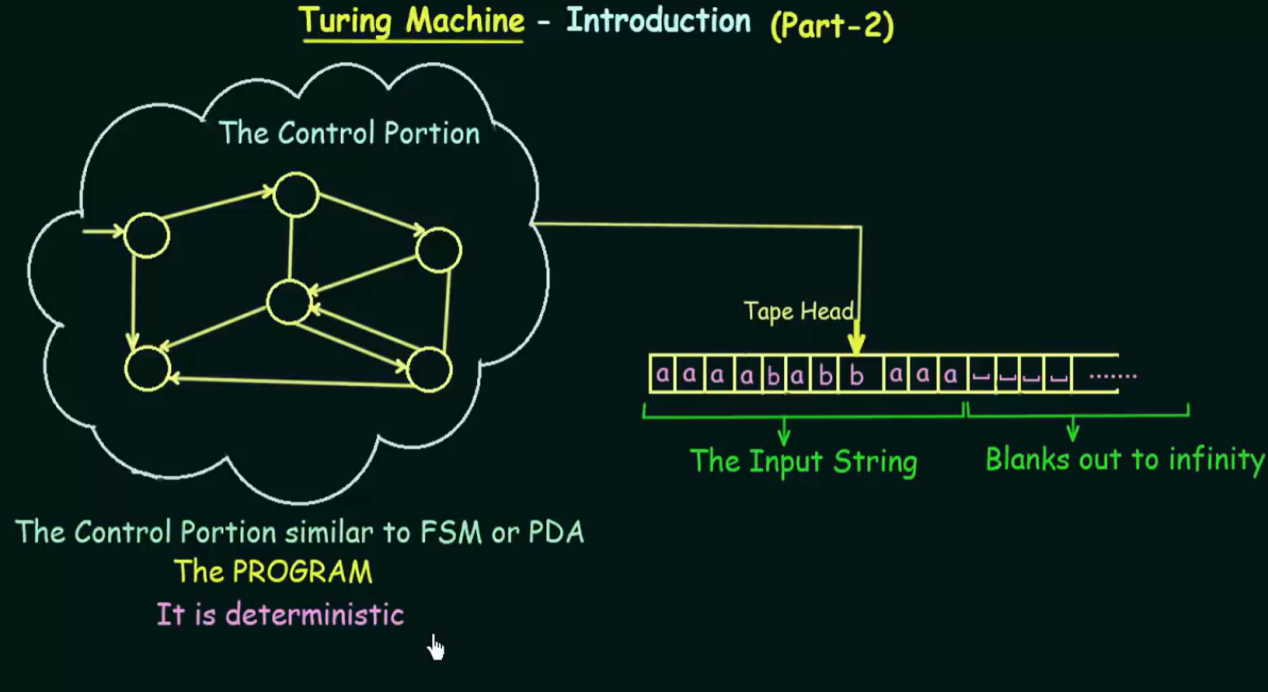 Turing Machine - Introduction (Part-2)
The Control Portion
Tape Head
a a a a b a b b a a a ⎵ ⎵ ⎵ ⎵ .......
The Input String
Blanks out to infinity
The Control Portion similar to FSM or PDA
The PROGRAM
It is deterministic